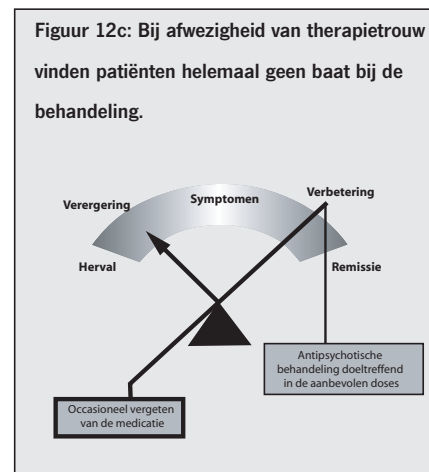 Figuur 12c: Bij afwezigheid van therapietrouw
vinden patiënten helemaal geen baat bij de
behandeling.
Symptomen
Verergering
Verbetering
Herval
Remissie
Antipsychotische
behandeling doeltreffend
in de aanbevolen doses
Occasioneel vergeten
van de medicatie